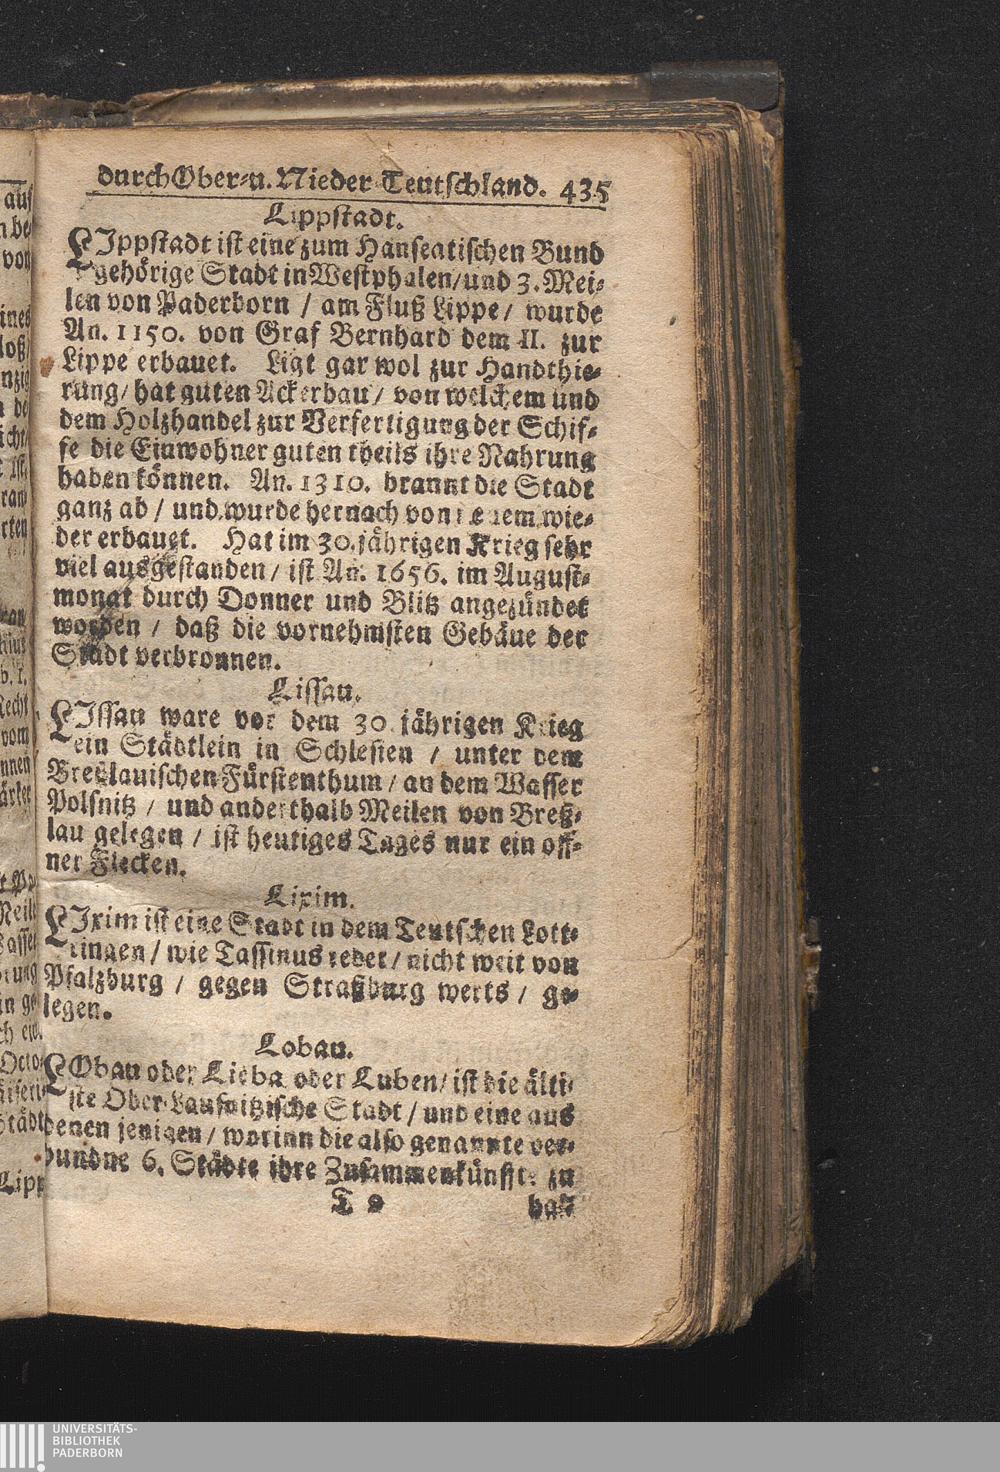 durch Ober- u. Nieder Teutschland. 435
Lippstadt.
LIppstadt ist eine zum Hanseatischen Bund
gehörige Stadt in Westphalen/und 3. Mei-
len von Paderborn / am Fluß Lippe / wurde
An. 1150. von Graf Bernhard dem II. zur
Lippe erbauet. Ligt gar wol zur Handthie-
rung/ hat guten Ackerbau/ von welchem und
dem Holzhandel zur Verfertigung der Schif-
fe die Einwohner guten theils ihre Nahrung
haben können. An. 1310. brannt die Stadt
ganz ab / und wurde hernach von neuem wie-
der erbauet. Hat im 30. jährigen Krieg sehr
viel ausgestanden / ist An. 1656. im August-
monat durch Donner und Blitz angezündet
worden / daß die vornehmsten Gebäue der
Stadt verbronnen.
Lissau.
LIssau ware vor dem 30 jährigen Krieg
ein Städtlein in Schlesien / unter dem
Breßlauischen Fürstenthum / an dem Wasser
Polsnitz / und anderthalb Meilen von Breß-
lau gelegen / ist heutiges Tages nur ein off-
ner Flecken.
Lixim.
LIxim ist eine Stadt in dem Teutschen Lott-
ringen / wie Tassinus redet / nicht weit von
Pfalzburg / gegen Straßburg werts / ge-
legen.
Lobau.
LObau oder Lieba oder Luben/ ist die älti-
ste Ober-Lausnitzische Stadt / und eine aus
denen jenigen / worinn die also genannte ver-
bundne 6. Städte ihre Zusammenkünffte zu
T hal
UNIVERSITÄTS-
BIBLIOTHEK
PADERBORN